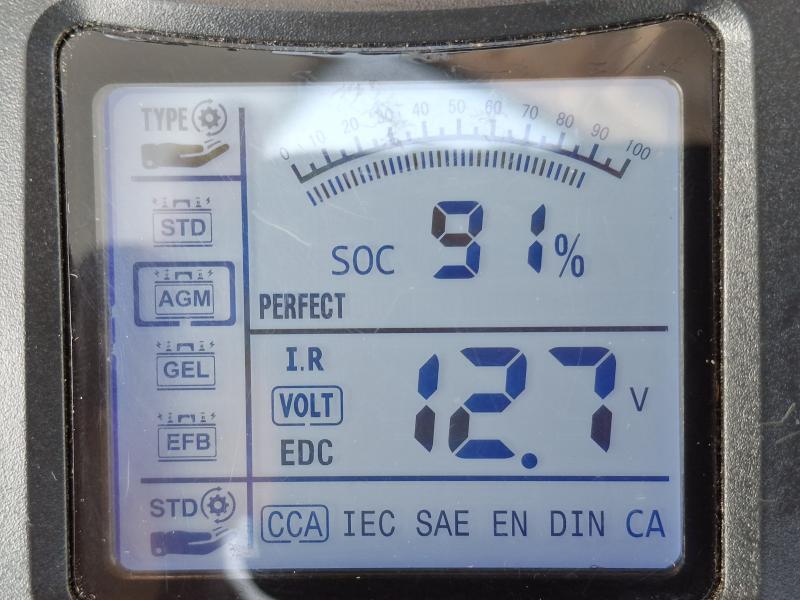 TYPE
0 10 20 30 40 50 60 70 80 90 100
SOC 91%
PERFECT
STD
AGM
GEL
EFB
I.R
VOLT
EDC
12.7 V
STD
CCA IEC SAE EN DIN CA